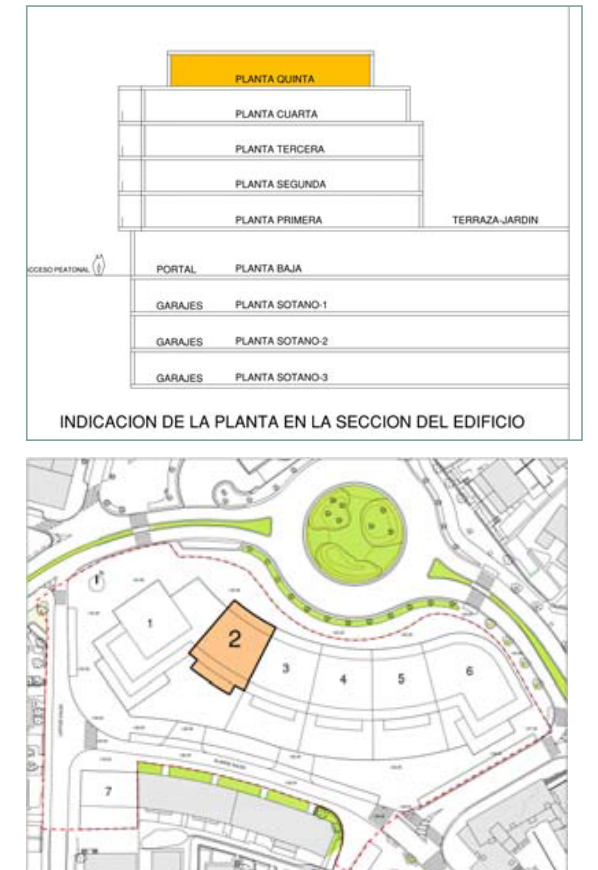 PLANTA QUINTA
PLANTA CUARTA
PLANTA TERCERA
PLANTA SEGUNDA
PLANTA PRIMERA TERRAZA-JARDIN
CCESO PEATONAL PORTAL PLANTA BAJA
GARAJES PLANTA SOTANO-1
GARAJES PLANTA SOTANO-2
GARAJES PLANTA SOTANO-3
INDICACION DE LA PLANTA EN LA SECCION DEL EDIFICIO
1
2
3
4
5
6
7